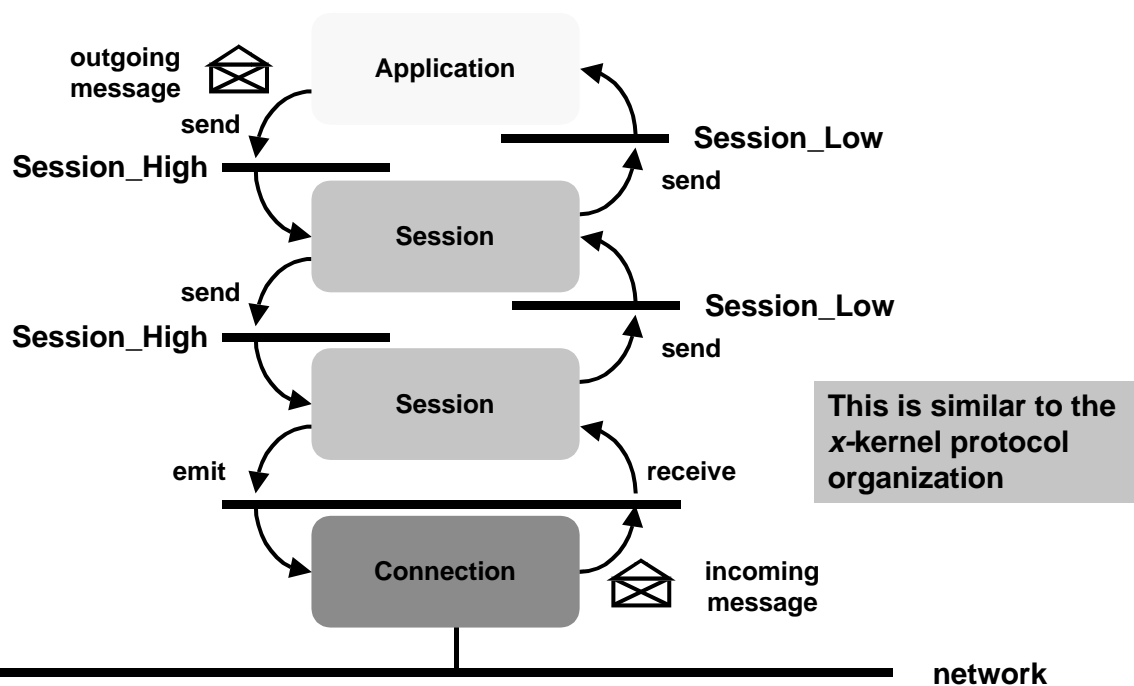 outgoing
message
Application
send
Session_High
Session_Low
send
Session
send
Session_High
Session_Low
send
Session
This is similar to the
x-kernel protocol
organization
emit
receive
Connection
incoming
message
network